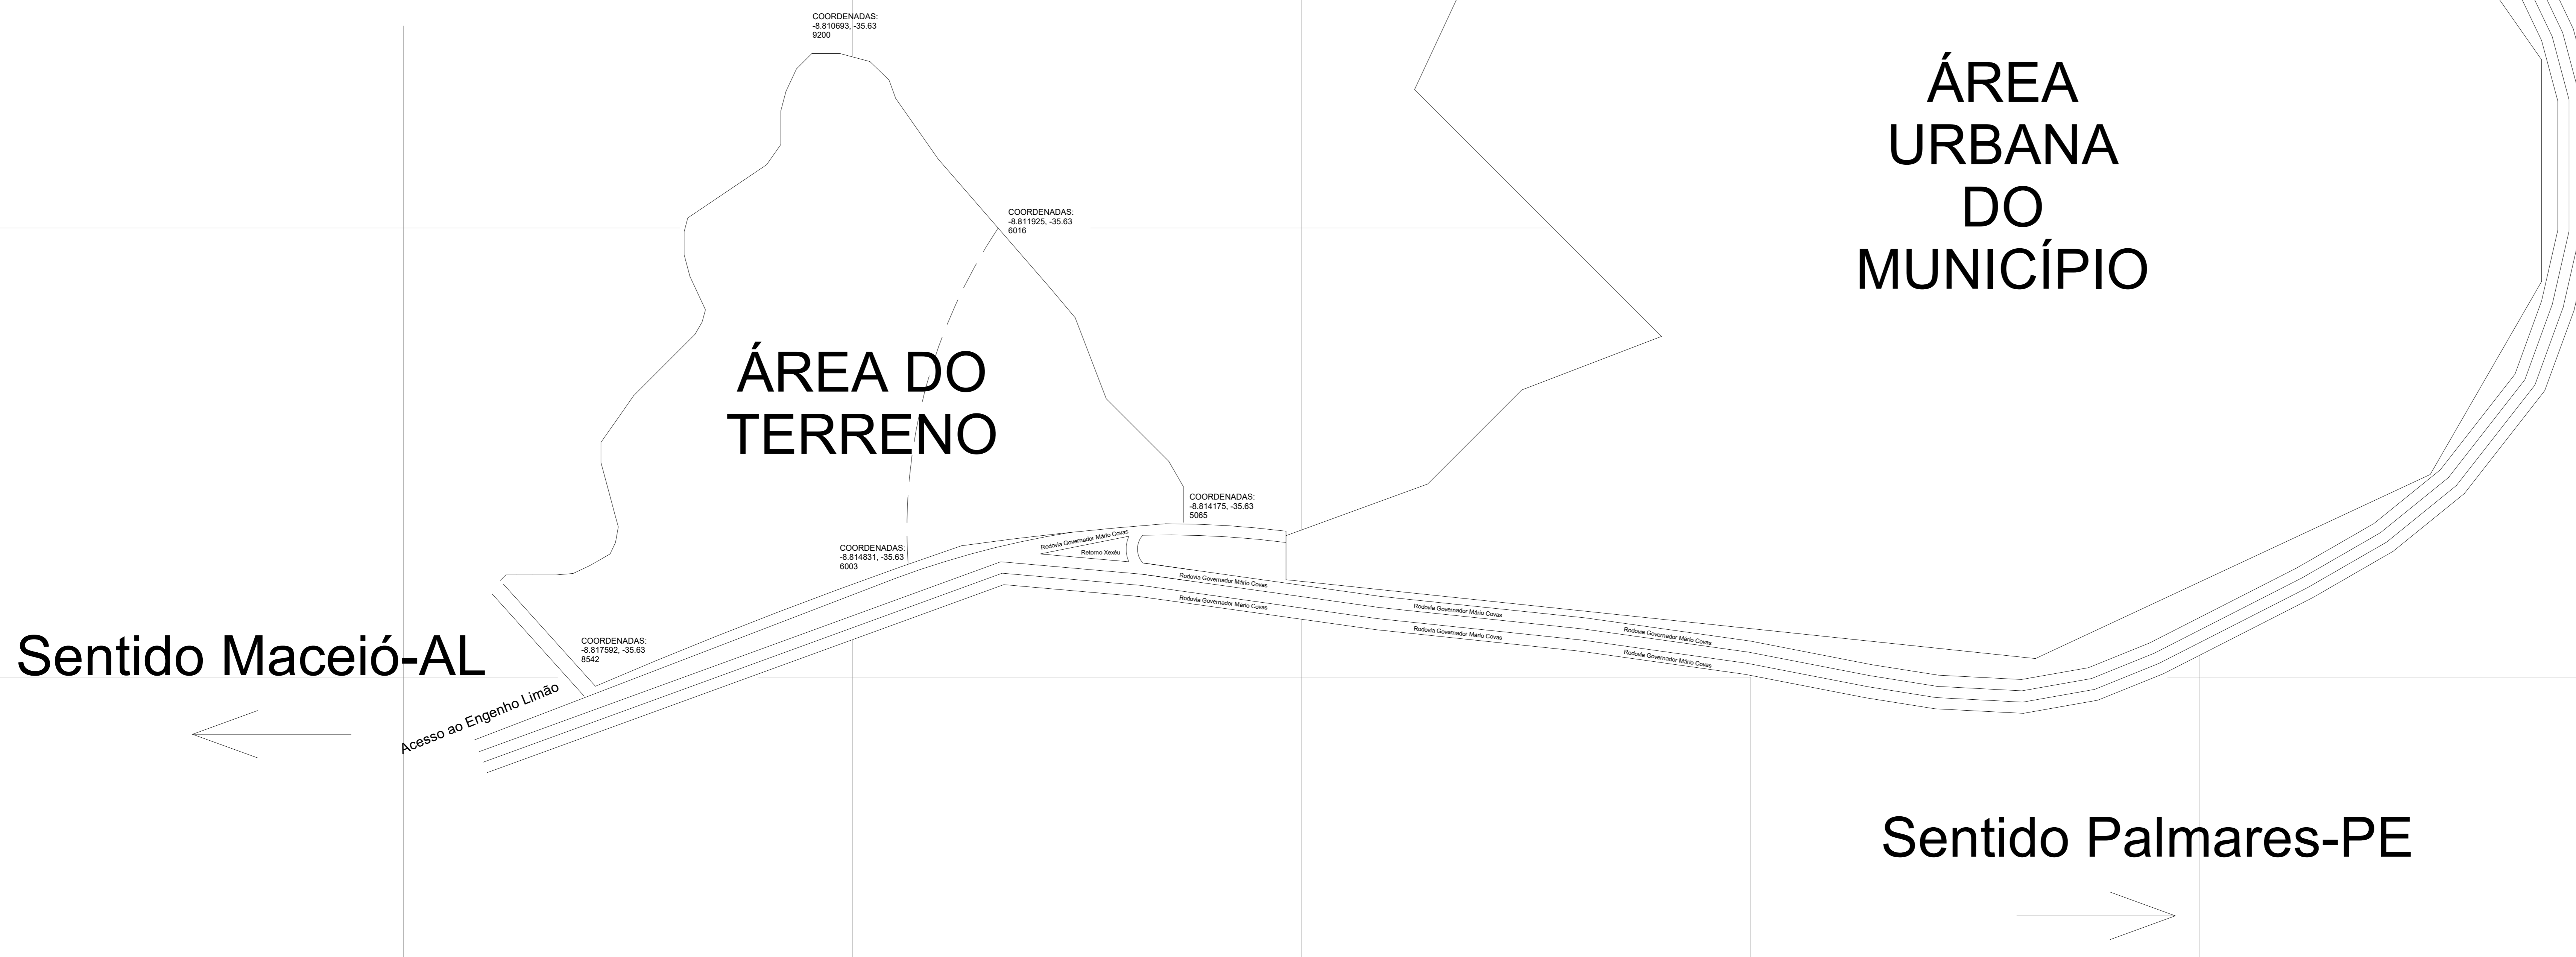 COORDENADAS:
-8.810693, -35.63
9200
ÁREA
URBANA
DO
MUNICÍPIO
COORDENADAS:
-8.811925, -35.63
6016
ÁREA DO
TERRENO
COORDENADAS:
-8.814175, -35.63
5065
COORDENADAS:
-8.814831, -35.63
6003
Rodovia Governador Mário Covas
Retorno Xexéu
Rodovia Governador Mário Covas
Rodovia Governador Mário Covas
Rodovia Governador Mário Covas
Rodovia Governador Mário Covas
Rodovia Governador Mário Covas
Rodovia Governador Mário Covas
COORDENADAS:
-8.817592, -35.63
8542
Sentido Maceió-AL
Acesso ao Engenho Limão
Sentido Palmares-PE